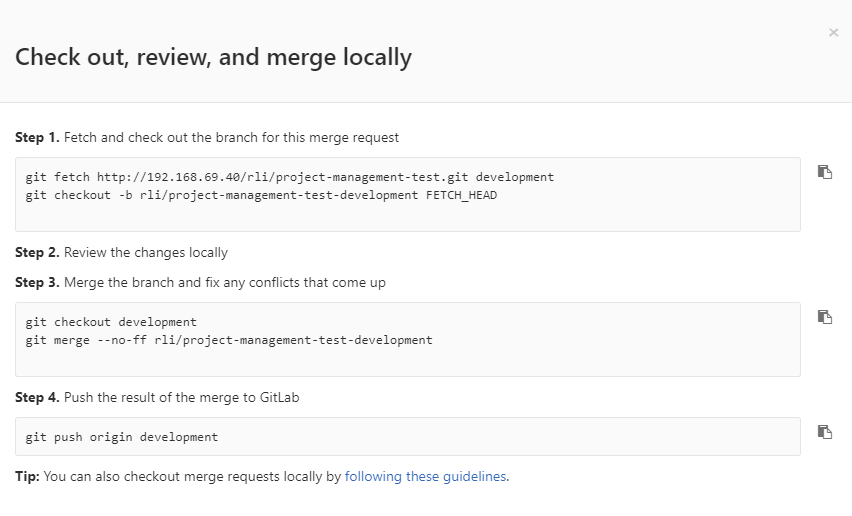 ×
Check out, review, and merge locally
Step 1. Fetch and check out the branch for this merge request
git fetch http://192.168.69.40/rli/project-management-test.git development
git checkout -b rli/project-management-test-development FETCH_HEAD
Step 2. Review the changes locally
Step 3. Merge the branch and fix any conflicts that come up
git checkout development
git merge --no-ff rli/project-management-test-development
Step 4. Push the result of the merge to GitLab
git push origin development
Tip: You can also checkout merge requests locally by following these guidelines.